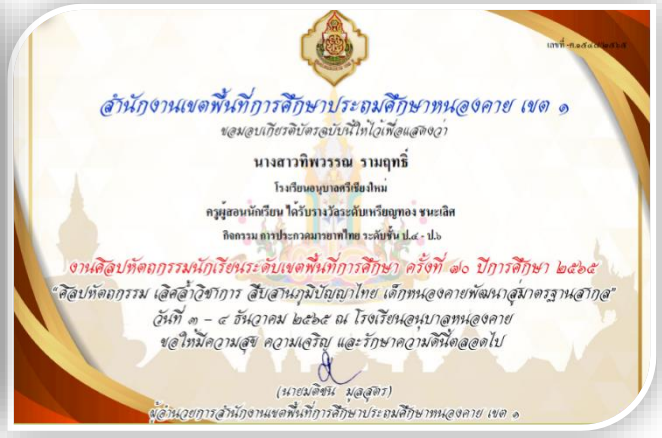 เลขที่ ศ.๑๕๔๗/๒๕๖๕
สำนักงานเขตพื้นที่การศึกษาประถมศึกษาหนองคาย เขต ๑
ขอมอบเกียรติบัตรฉบับนี้ให้ไว้เพื่อแสดงว่า
นางสาวทิพวรรณ รามฤทธิ์
โรงเรียนอนุบาลศรีเชียงใหม่
ครูผู้สอนนักเรียน ได้รับรางวัลระดับเหรียญทอง ชนะเลิศ
กิจกรรม การประกวดมารยาทไทย ระดับชั้น ป.๔ - ป.๖
งานศิลปหัตถกรรมนักเรียนระดับเขตพื้นที่การศึกษา ครั้งที่ ๗๐ ปีการศึกษา ๒๕๖๕
"ศิลปหัตถกรรม เลิศล้ำวิชาการ สืบสานภูมิปัญญาไทย เด็กหนองคายพัฒนาสู่มาตรฐานสากล"
วันที่ ๓ - ๔ ธันวาคม ๒๕๖๕ ณ โรงเรียนอนุบาลหนองคาย
ขอให้มีความสุข ความเจริญ และรักษาความดีนี้ตลอดไป
(นายมติชน มูลสูตร)
ผู้อำนวยการสำนักงานเขตพื้นที่การศึกษาประถมศึกษาหนองคาย เขต ๑